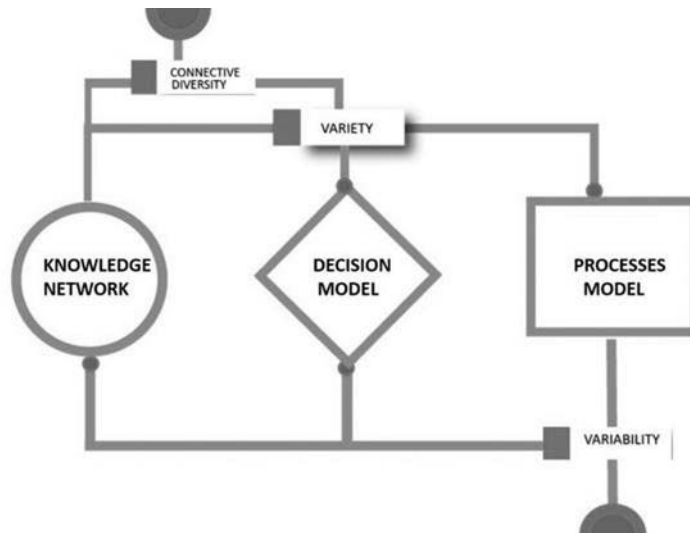 CONNECTIVE
DIVERSITY
VARIETY
KNOWLEDGE
NETWORK
DECISION
MODEL
PROCESSES
MODEL
VARIABILITY